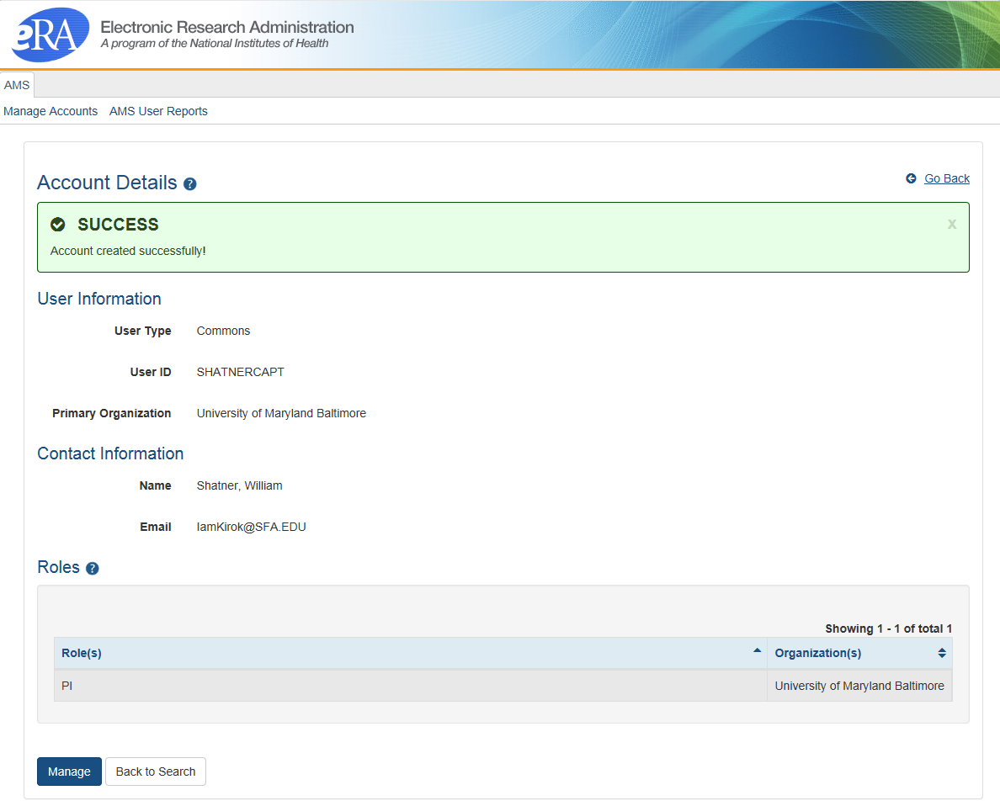 eRA
Electronic Research Administration
A program of the National Institutes of Health
AMS
Manage Accounts AMS User Reports
Account Details ?
Go Back
SUCCESS
x
Account created successfully!
User Information
User Type Commons
User ID SHATNERCAPT
Primary Organization University of Maryland Baltimore
Contact Information
Name Shatner, William
Email IamKirok@SFA.EDU
Roles ?
Showing 1 - 1 of total 1
Role(s) Organization(s)
PI University of Maryland Baltimore
Manage Back to Search